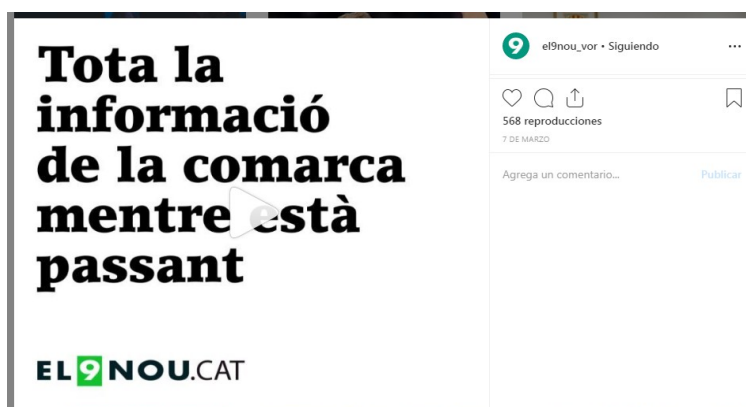 Tota la
informació
de la comarca
mentre està
passant
EL9NOU.CAT
9
el9nou_vor • Siguiendo
568 reproducciones
7 DE MARZO
Agrega un comentario...
Publicar